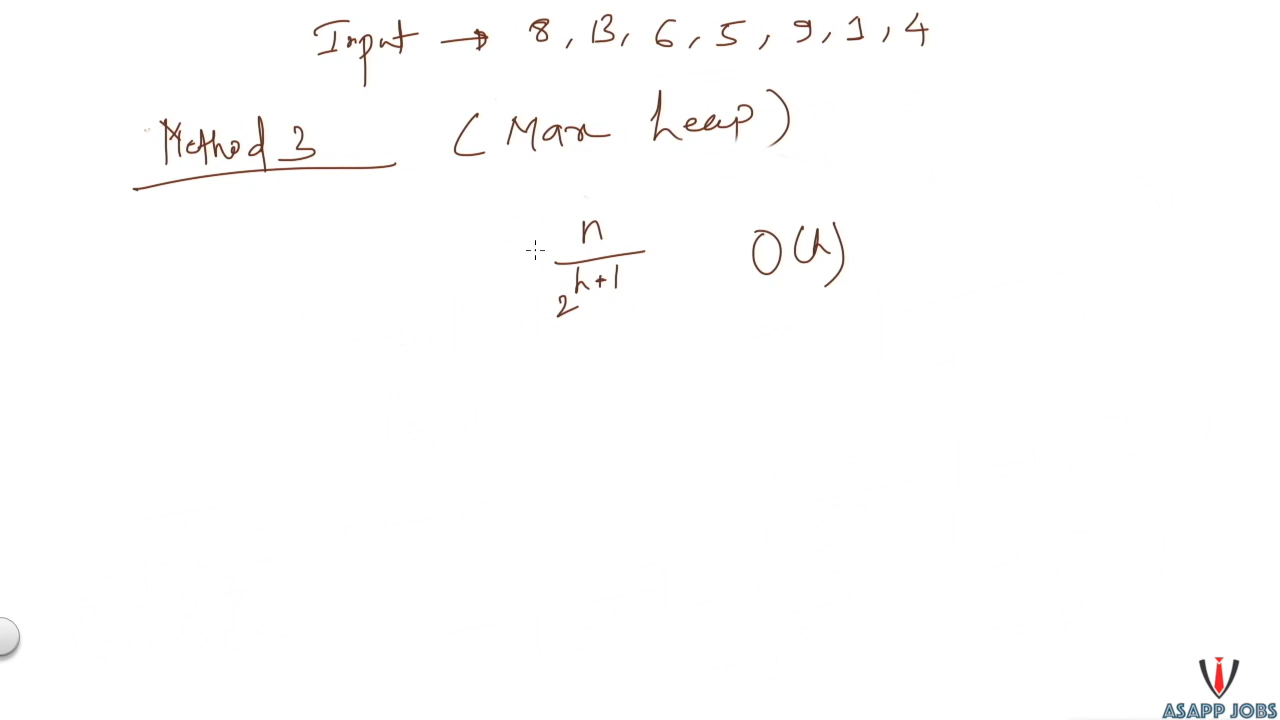 Input → 8, 13, 6, 5, 9, 1, 4
Method 3 (Max heap)
n
2^h+1
O(h)
ASAPP JOBS